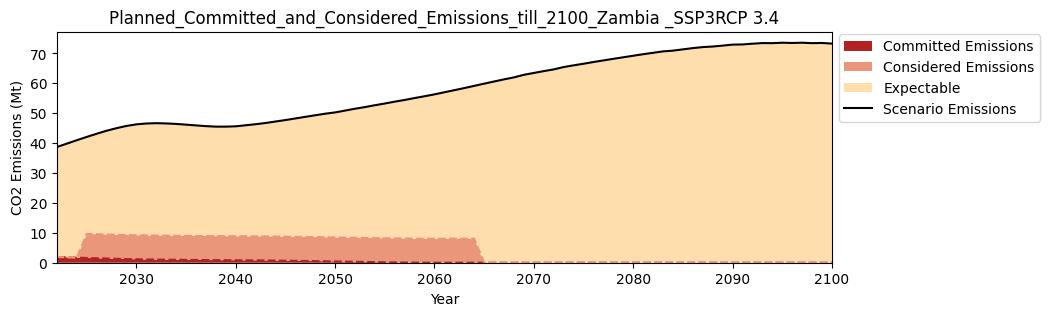 Planned_Committed_and_Considered_Emissions_till_2100_Zambia _SSP3RCP 3.4
Committed Emissions
Considered Emissions
Expectable
Scenario Emissions
CO2 Emissions (Mt)
70
60
50
40
30
20
10
0
2030 2040 2050 2060 2070 2080 2090 2100
Year